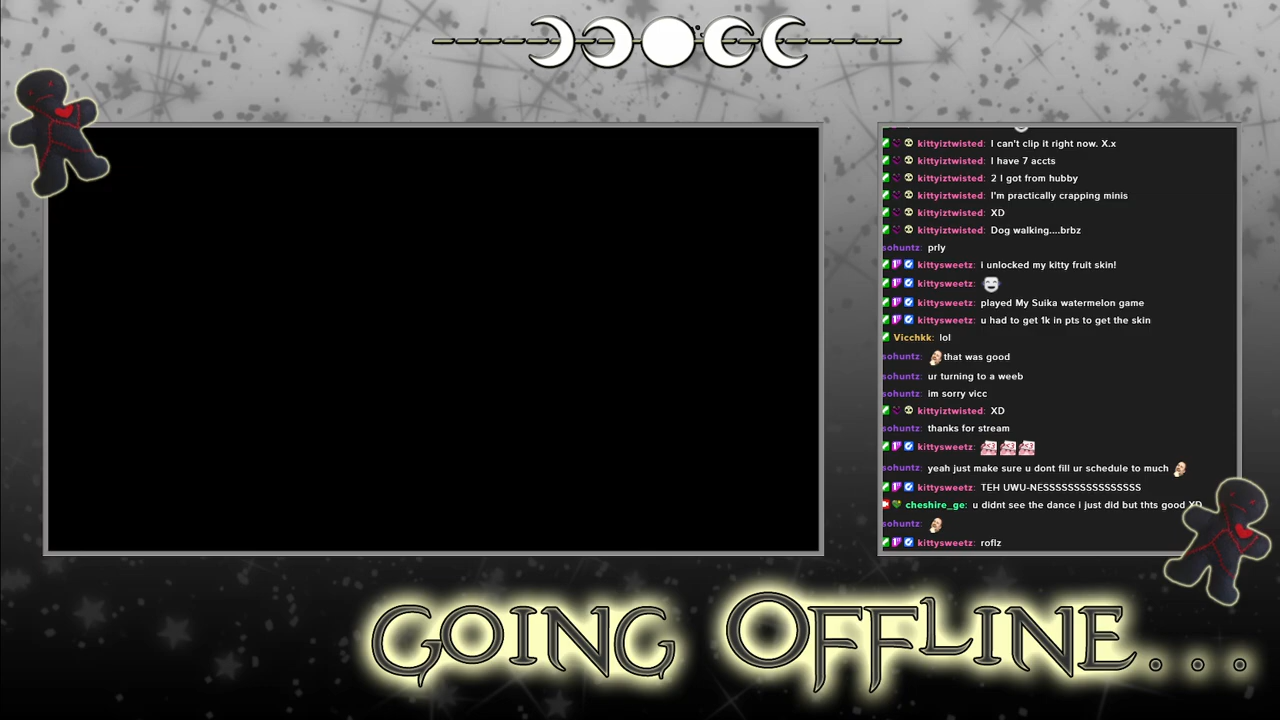 kittyiztwisted: I can't clip it right now. X.x
kittyiztwisted: I have 7 accts
kittyiztwisted: 2 I got from hubby
kittyiztwisted: I'm practically crapping minis
kittyiztwisted: XD
kittyiztwisted: Dog walking....brbz
sohuntz: prly
kittysweetz: i unlocked my kitty fruit skin!
kittysweetz:
kittysweetz: played My Suika watermelon game
kittysweetz: u had to get 1k in pts to get the skin
Vicchkk: lol
sohuntz: that was good
sohuntz: ur turning to a weeb
sohuntz: im sorry vicc
kittyiztwisted: XD
sohuntz: thanks for stream
kittysweetz:
sohuntz: yeah just make sure u dont fill ur schedule to much
kittysweetz: TEH UWU-NESSSSSSSSSSSSSSSS
cheshire_ge: u didnt see the dance i just did but thts good XD
sohuntz:
kittysweetz: roflz
GOING OFFLINE...